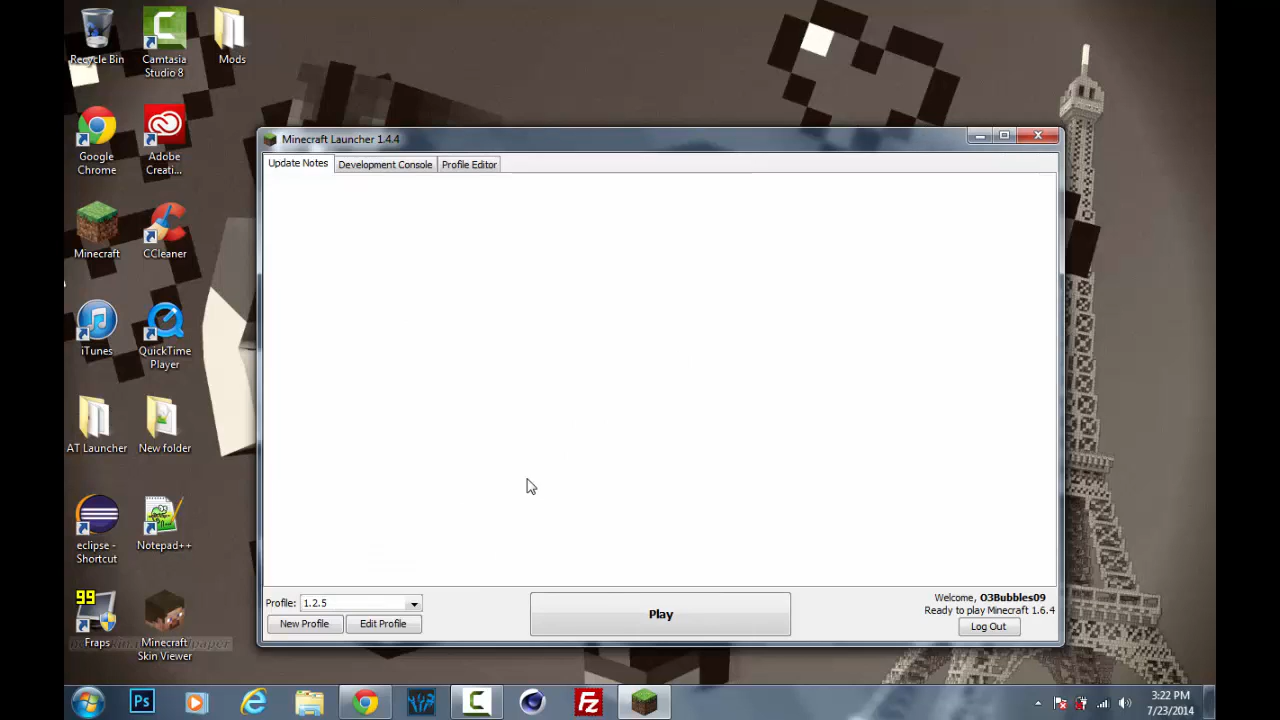 Recycle Bin
Camtasia
Studio 8
Mods
Google
Chrome
Adobe
Creati...
Minecraft
CCleaner
iTunes
QuickTime
Player
AT Launcher
New folder
eclipse -
Shortcut
Notepad++
99
Fraps
Minecraft
Skin Viewer
Minecraft Launcher 1.4.4
Update Notes
Development Console
Profile Editor
Profile:
1.2.5
New Profile
Edit Profile
Play
Welcome, O3Bubbles09
Ready to play Minecraft 1.6.4
Log Out
Ps
Fz
3:22 PM
7/23/2014